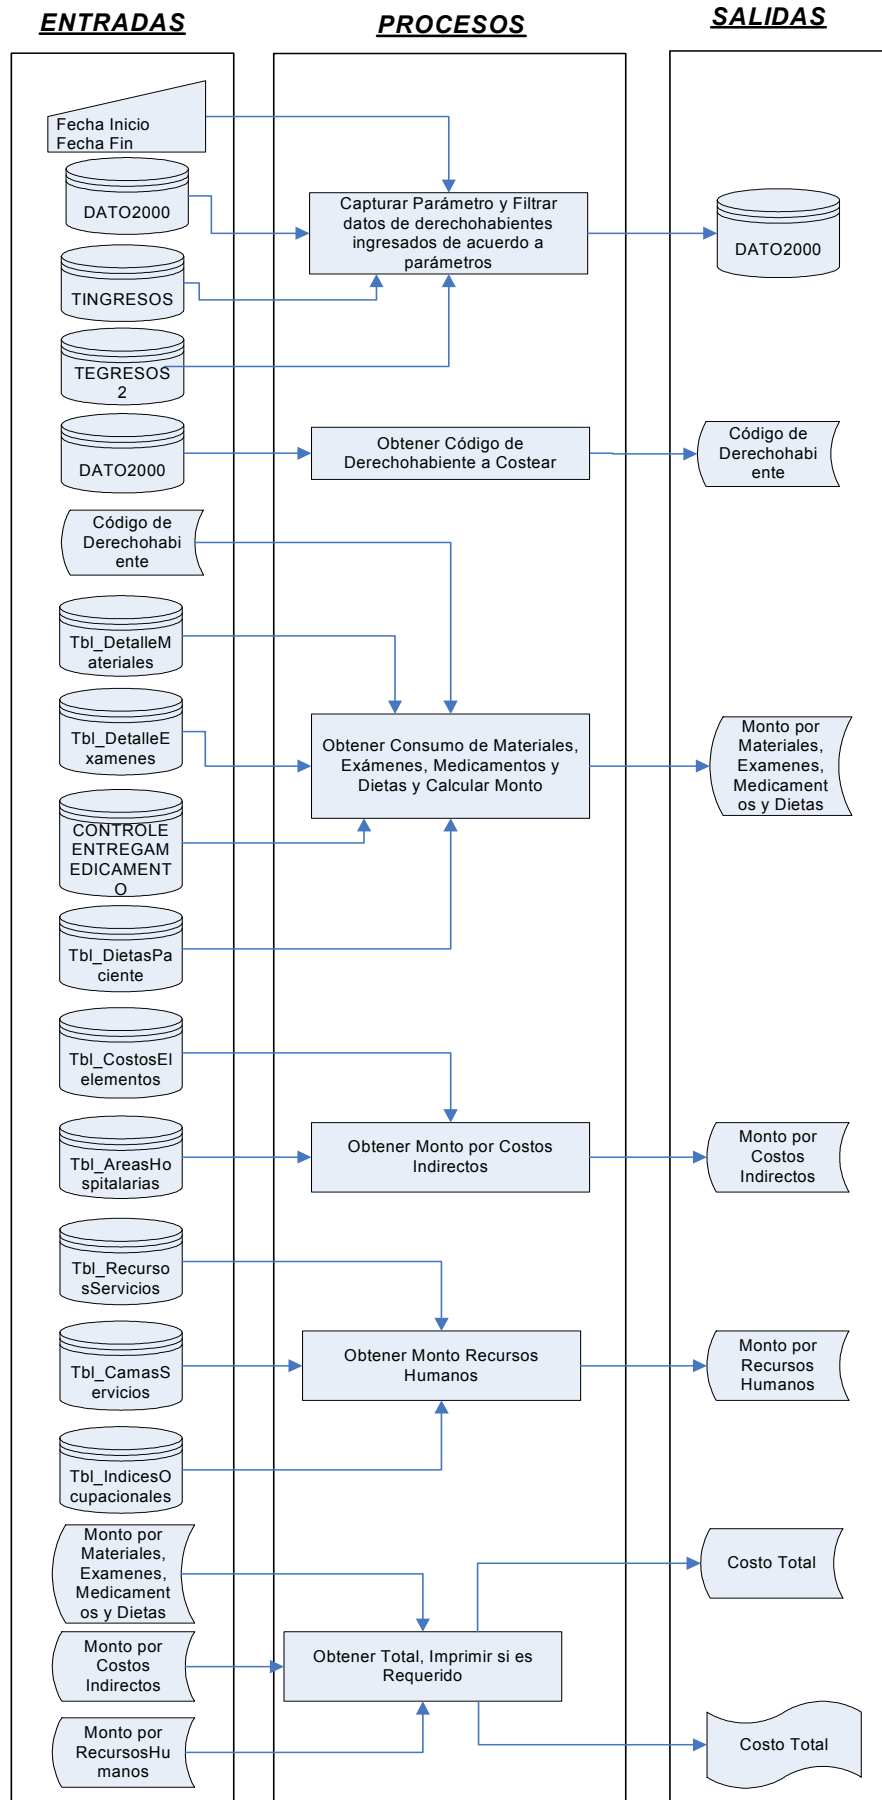 ENTRADAS
PROCESOS
SALIDAS
Fecha Inicio
Fecha Fin
DATO2000
TINGRESOS
TEGRESOS
2
Capturar Parámetro y Filtrar
datos de derechohabientes
ingresados de acuerdo a
parámetros
DATO2000
DATO2000
Obtener Código de
Derechohabiente a Costear
Código de
Derechohabi
ente
Código de
Derechohabi
ente
Tbl_DetalleM
ateriales
Tbl_DetalleE
xamenes
CONTROLE
ENTREGAM
EDICAMENT
O
Tbl_DietasPa
ciente
Obtener Consumo de Materiales,
Exámenes, Medicamentos y
Dietas y Calcular Monto
Monto por
Materiales,
Examenes,
Medicament
os y Dietas
Tbl_CostosEl
elementos
Tbl_AreasHo
spitalarias
Obtener Monto por Costos
Indirectos
Monto por
Costos
Indirectos
Tbl_Recurso
sServicios
Tbl_CamasS
ervicios
Tbl_IndicesO
cupacionales
Obtener Monto Recursos
Humanos
Monto por
Recursos
Humanos
Monto por
Materiales,
Examenes,
Medicament
os y Dietas
Monto por
Costos
Indirectos
Monto por
RecursosHu
manos
Obtener Total, Imprimir si es
Requerido
Costo Total
Costo Total